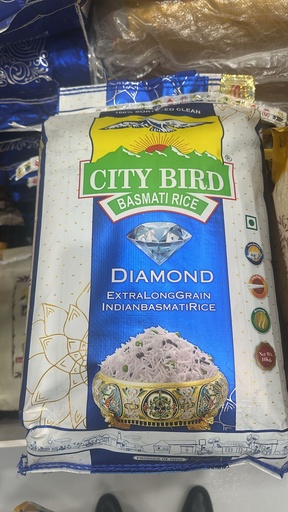 CITY BIRD
®
BASMATI RICE
DIAMOND
EXTRALONGGRAIN
INDIANBASMATIRICE